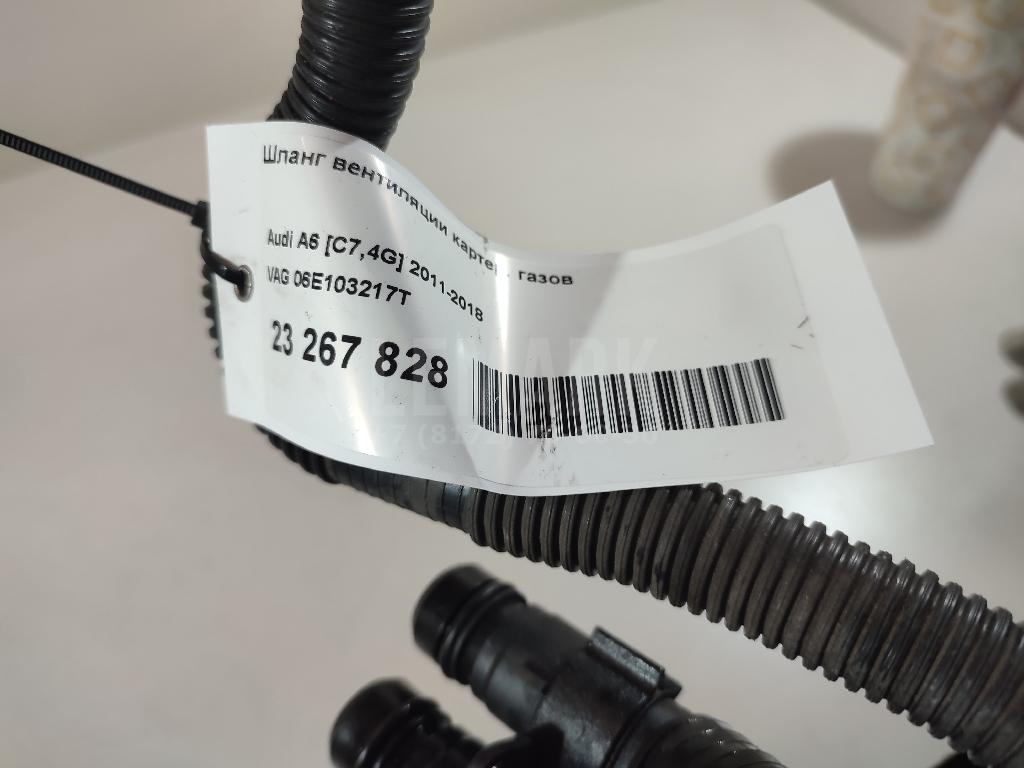 Шланг вентиляции картер. газов
Audi A6 [C7,4G] 2011-2018
VAG 06E103217T
23 267 828